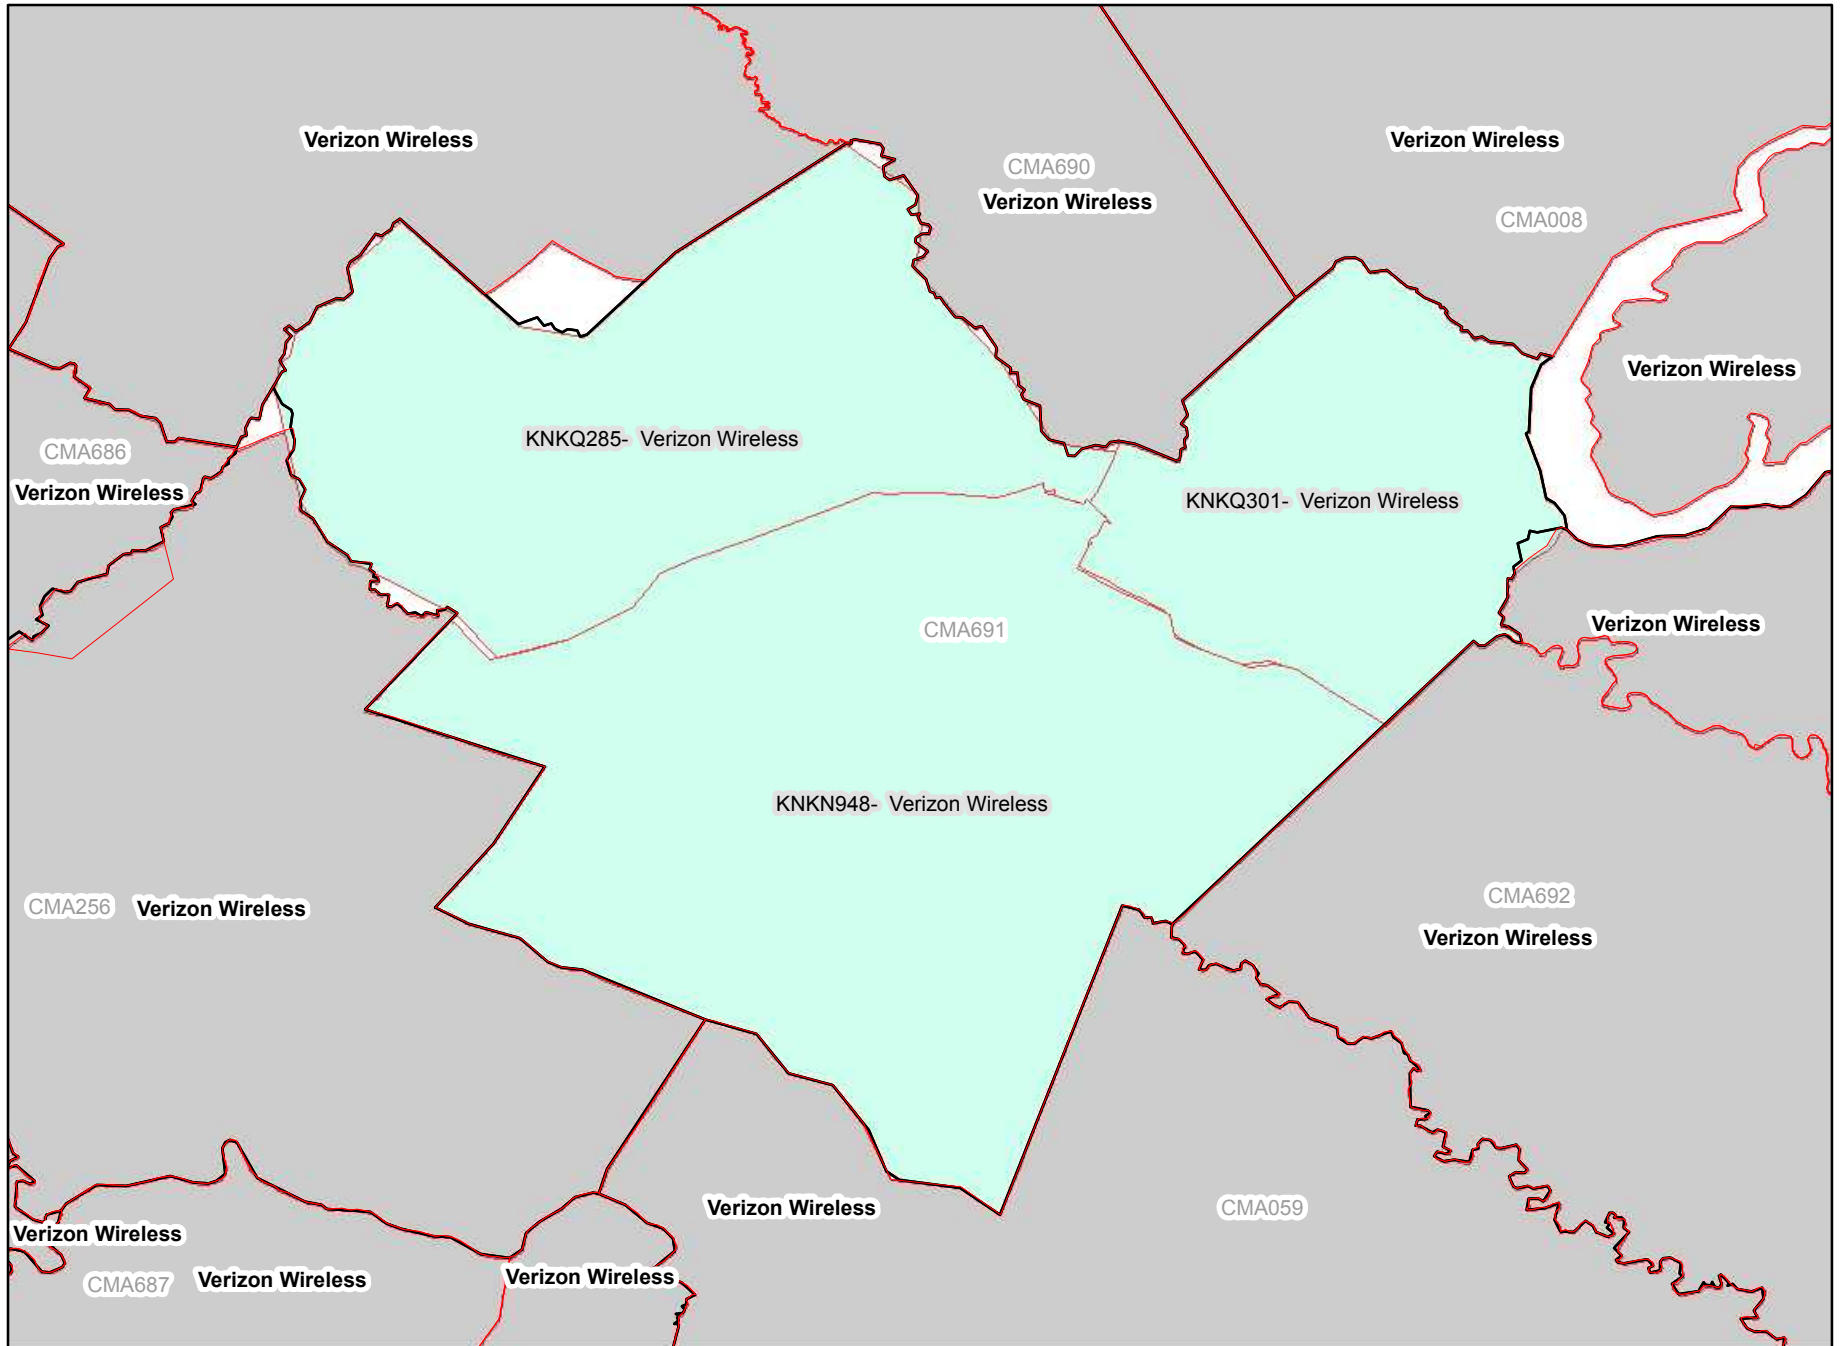 Verizon Wireless
Verizon Wireless
CMA690
Verizon Wireless
CMA008
Verizon Wireless
KNKQ285- Verizon Wireless
CMA686
Verizon Wireless
KNKQ301- Verizon Wireless
CMA691
Verizon Wireless
KNKN948- Verizon Wireless
CMA256 Verizon Wireless
CMA692
Verizon Wireless
Verizon Wireless
CMA059
Verizon Wireless
CMA687 Verizon Wireless
Verizon Wireless